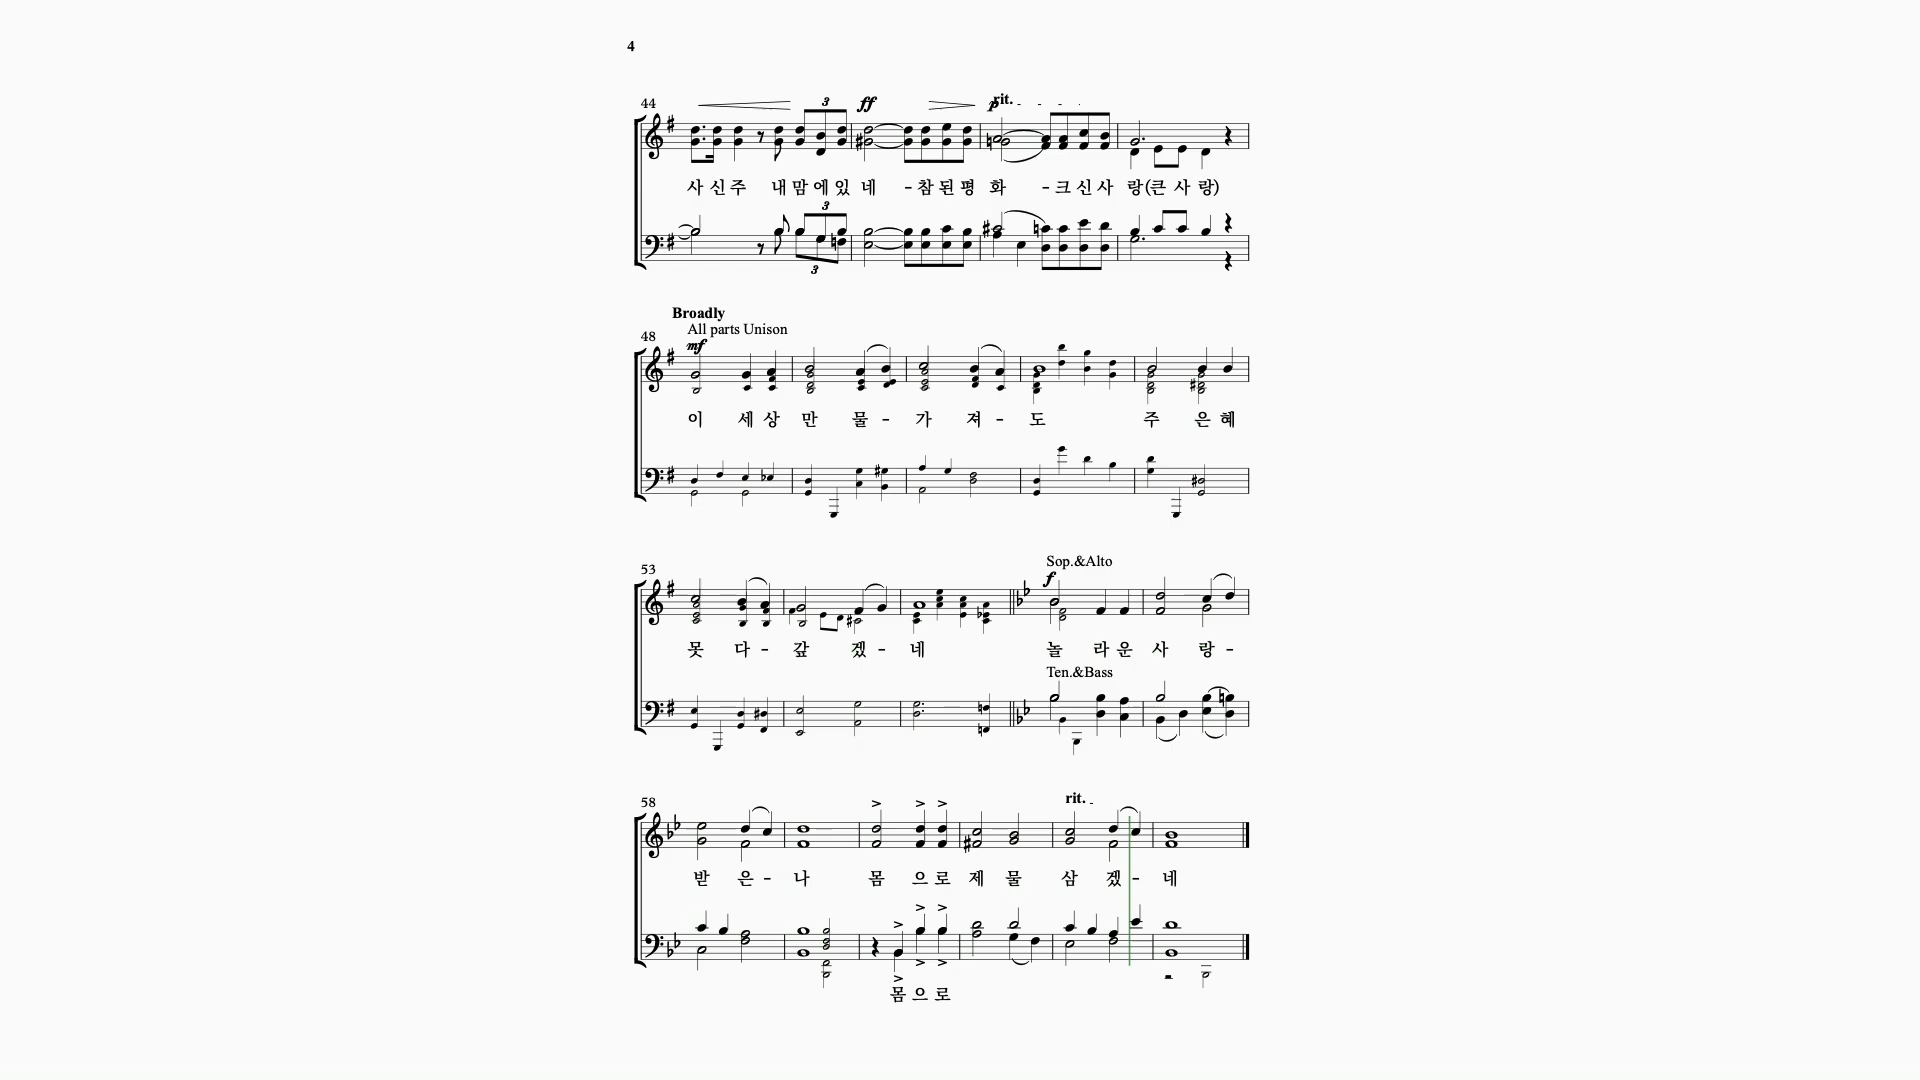 4
44 3 ff p rit.
사 신 주 내 맘 에 있 네 - 참 된 평 화 - 크 신 사 랑(큰 사 랑)
3
3
Broadly
All parts Unison
48 mf
이 세 상 만 물 - 가 져 - 도 주 은 혜
53 Sop.&Alto
f
못 다 - 갚 겠 - 네 놀 라 운 사 랑 -
Ten.&Bass
58 rit.
받 은 - 나 몸 으 로 제 물 삼 겠 - 네
몸 으 로